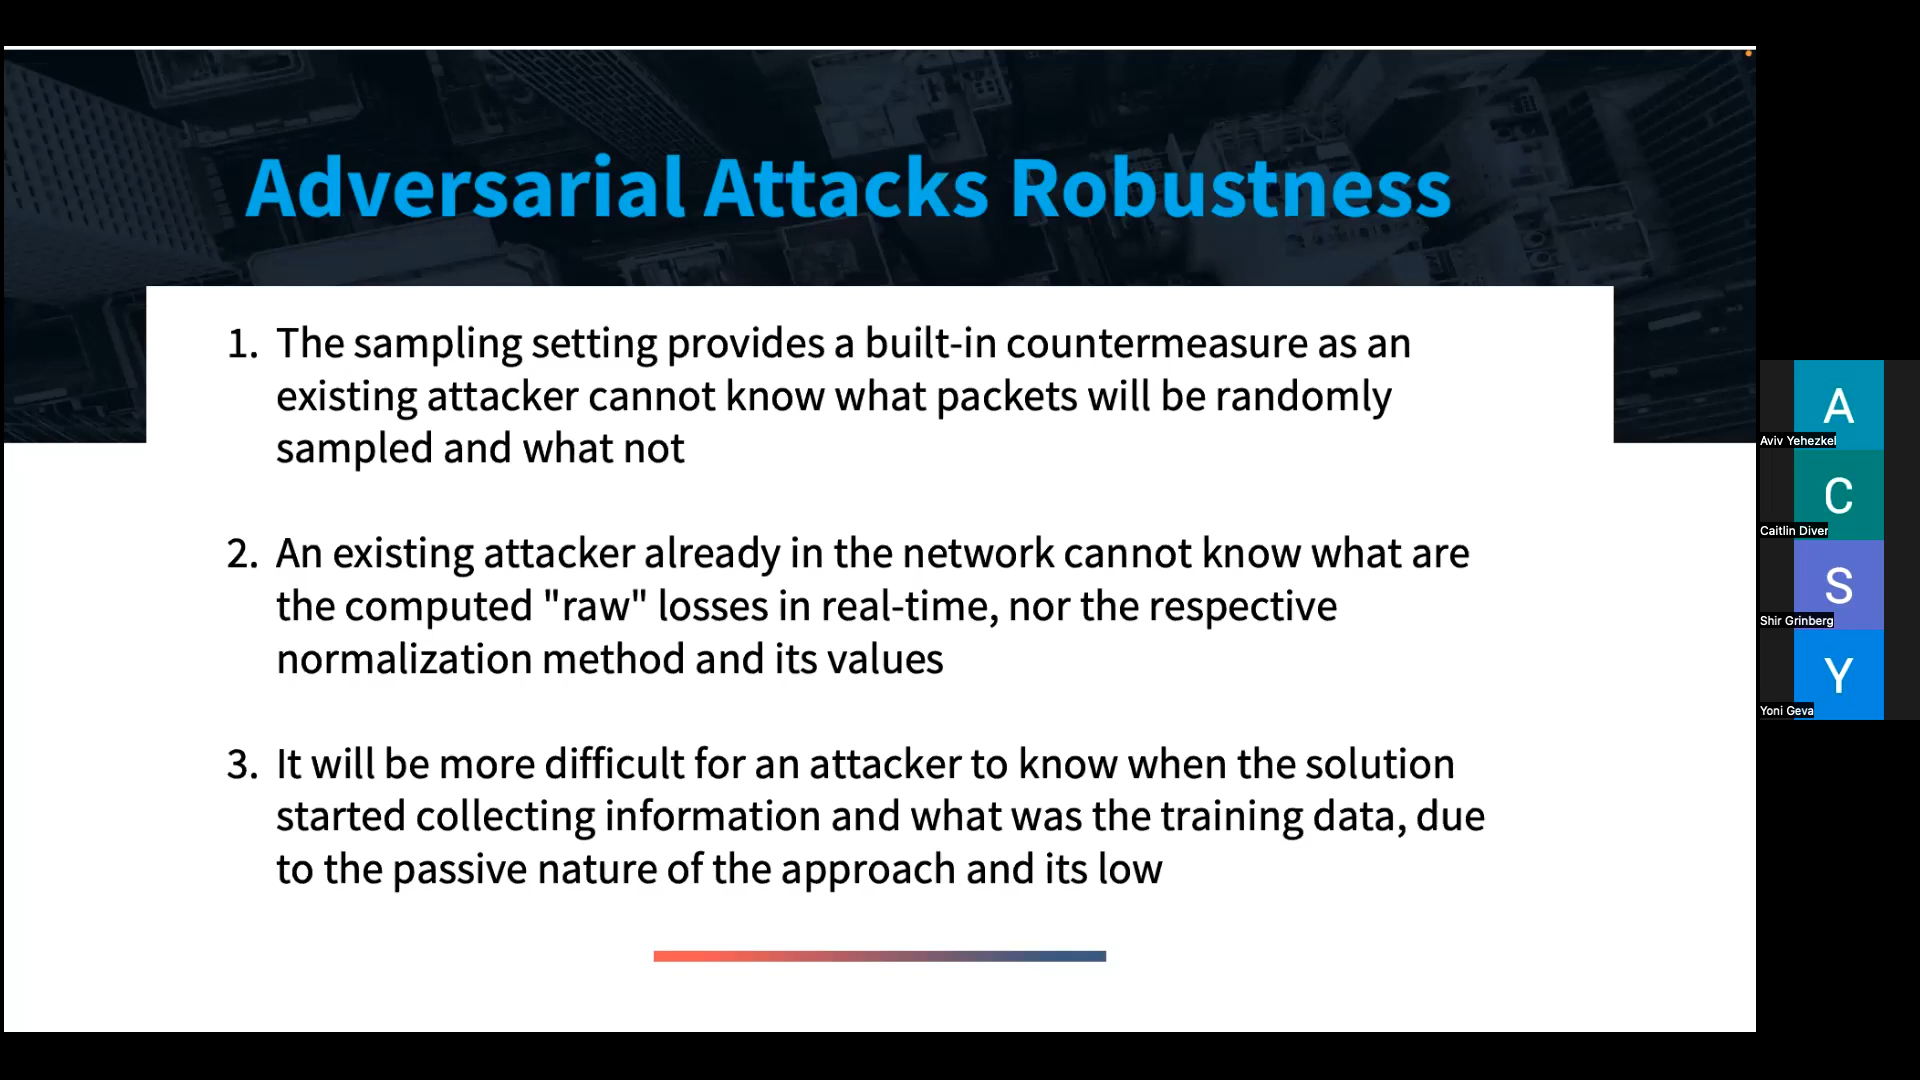 Adversarial Attacks Robustness
1. The sampling setting provides a built-in countermeasure as an
existing attacker cannot know what packets will be randomly
sampled and what not
2. An existing attacker already in the network cannot know what are
the computed "raw" losses in real-time, nor the respective
normalization method and its values
3. It will be more difficult for an attacker to know when the solution
started collecting information and what was the training data, due
to the passive nature of the approach and its low
A
Aviv Yehezkel
C
Caitlin Diver
S
Shir Grinberg
Y
Yoni Geva